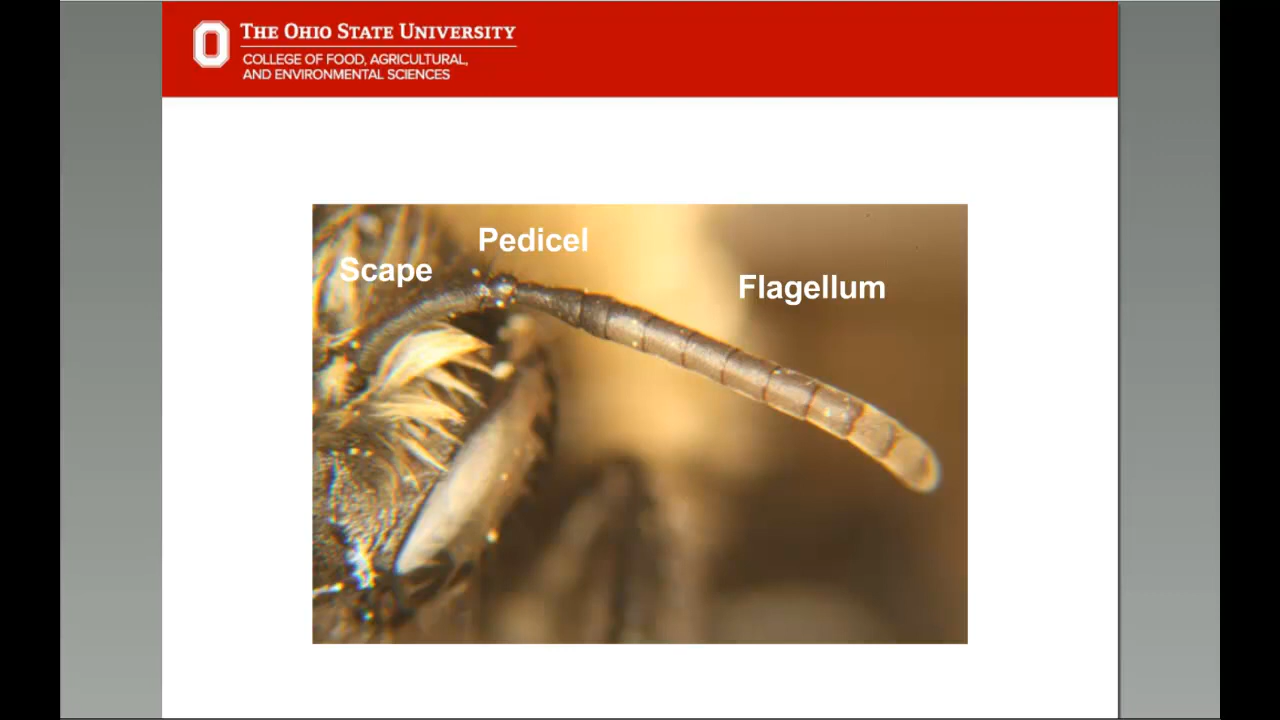 THE OHIO STATE UNIVERSITY
COLLEGE OF FOOD, AGRICULTURAL,
AND ENVIRONMENTAL SCIENCES
Pedicel
Scape
Flagellum